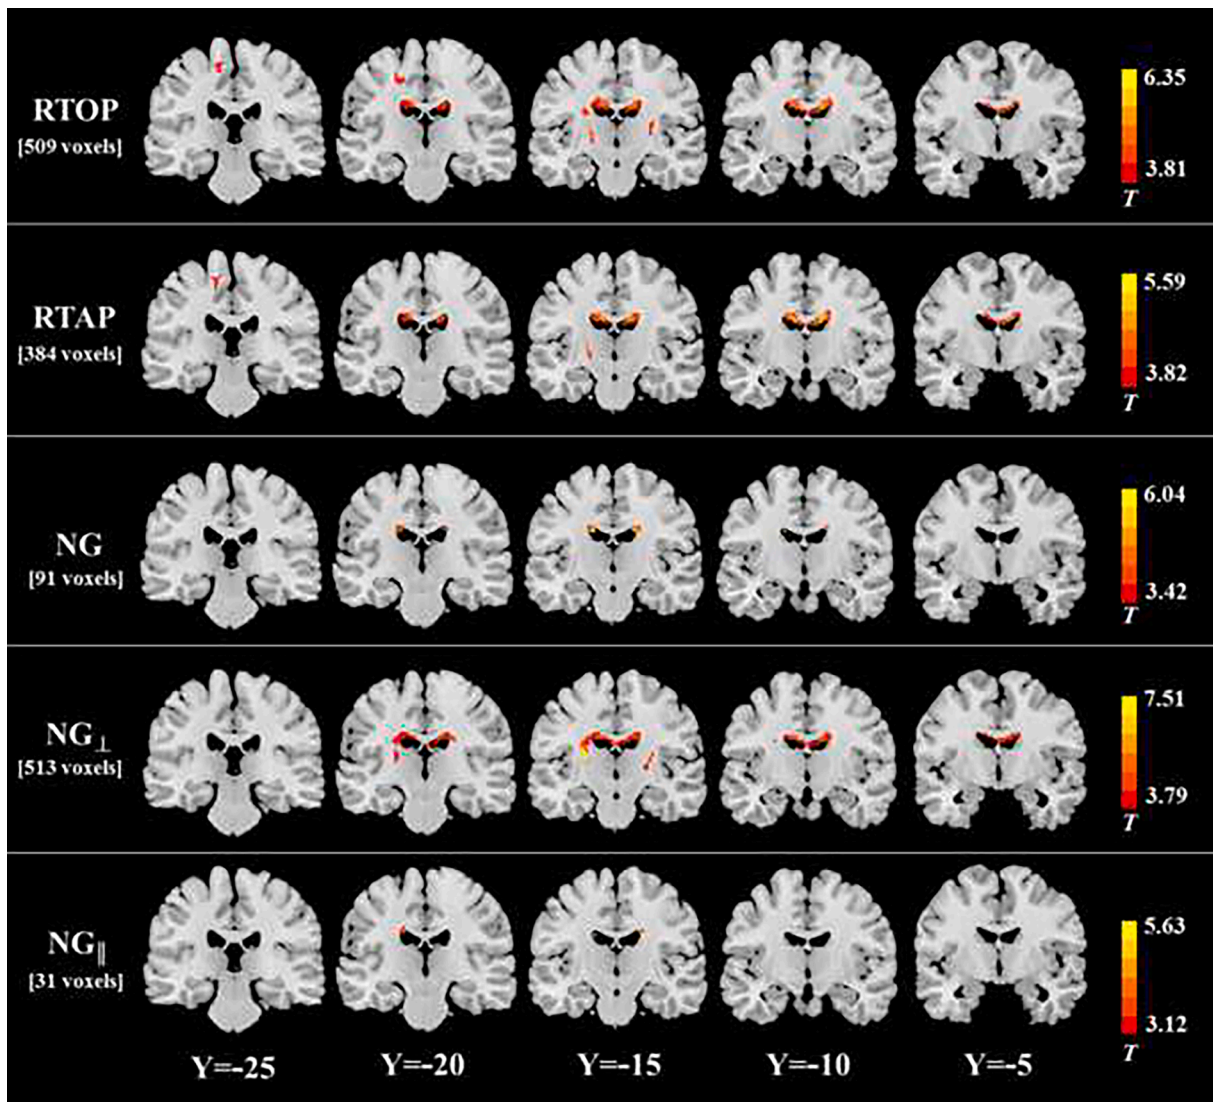 RTOP
[509 voxels]
6.35
3.81
T
RTAP
[384 voxels]
5.59
3.82
T
NG
[91 voxels]
6.04
3.42
T
NG⊥
[513 voxels]
7.51
3.79
T
NG∥
[31 voxels]
5.63
3.12
T
Y=-25 Y=-20 Y=-15 Y=-10 Y=-5